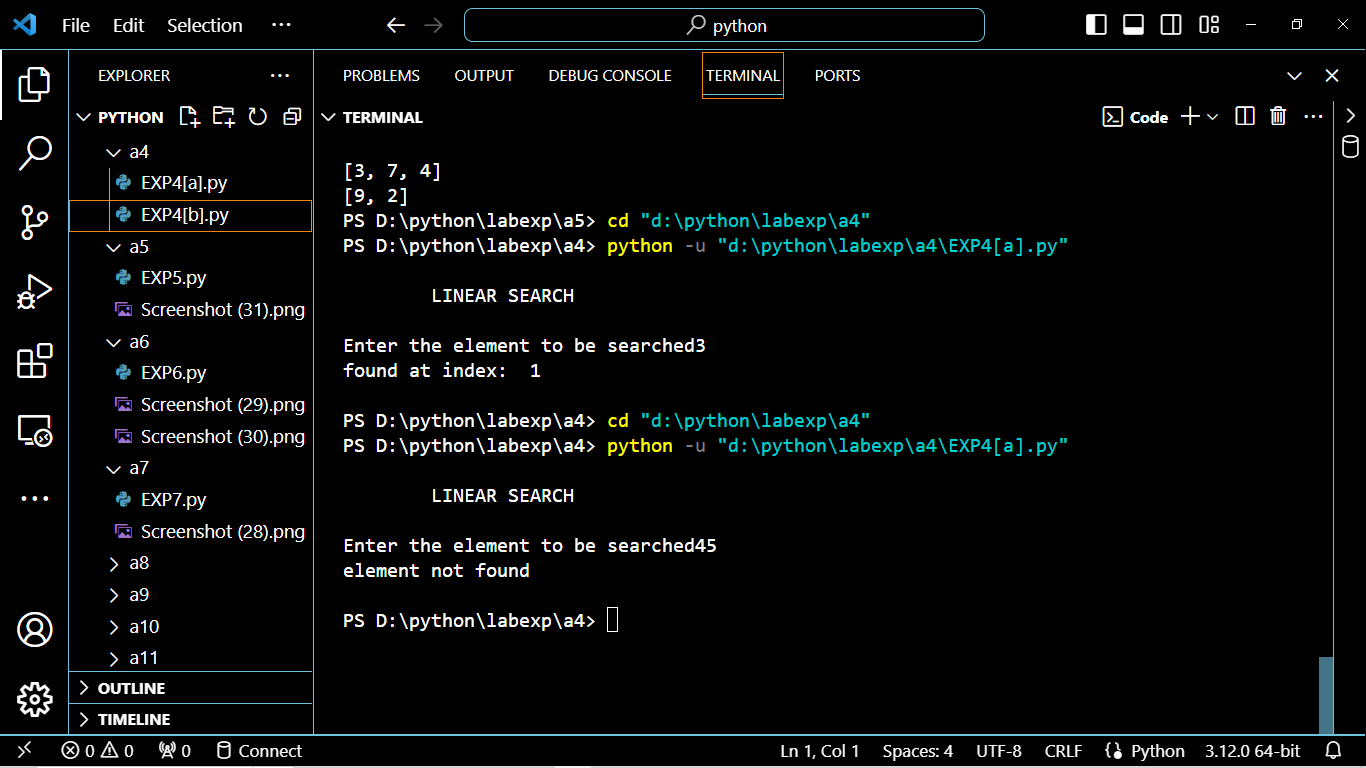 File Edit Selection ··· python
EXPLORER ···
PYTHON
a4
EXP4[a].py
EXP4[b].py
a5
EXP5.py
Screenshot (31).png
a6
EXP6.py
Screenshot (29).png
Screenshot (30).png
a7
EXP7.py
Screenshot (28).png
a8
a9
a10
a11
OUTLINE
TIMELINE
PROBLEMS OUTPUT DEBUG CONSOLE TERMINAL PORTS
TERMINAL Code
[3, 7, 4]
[9, 2]
PS D:\python\labexp\a5> cd "d:\python\labexp\a4"
PS D:\python\labexp\a4> python -u "d:\python\labexp\a4\EXP4[a].py"
LINEAR SEARCH
Enter the element to be searched3
found at index:  1
PS D:\python\labexp\a4> cd "d:\python\labexp\a4"
PS D:\python\labexp\a4> python -u "d:\python\labexp\a4\EXP4[a].py"
LINEAR SEARCH
Enter the element to be searched45
element not found
PS D:\python\labexp\a4>
0 0 0 Connect Ln 1, Col 1 Spaces: 4 UTF-8 CRLF Python 3.12.0 64-bit